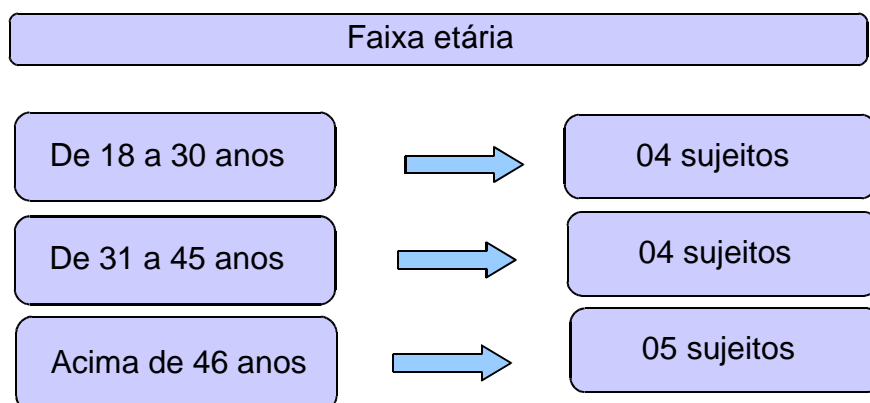 Faixa etária
De 18 a 30 anos
04 sujeitos
De 31 a 45 anos
04 sujeitos
Acima de 46 anos
05 sujeitos